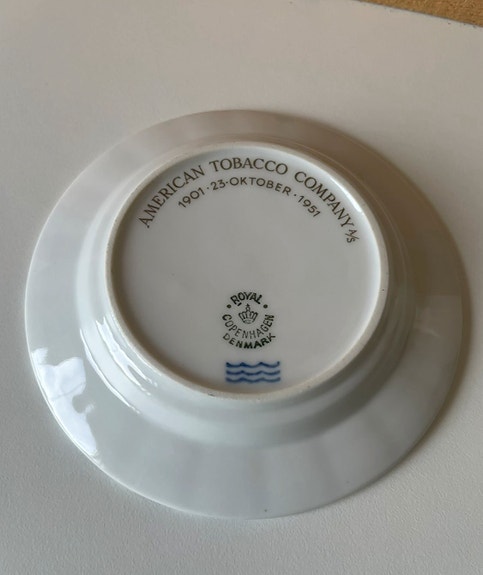 AMERICAN TOBACCO COMPANY A/S
1901 · 23 · OKTOBER · 1951
· ROYAL ·
COPENHAGEN
DENMARK